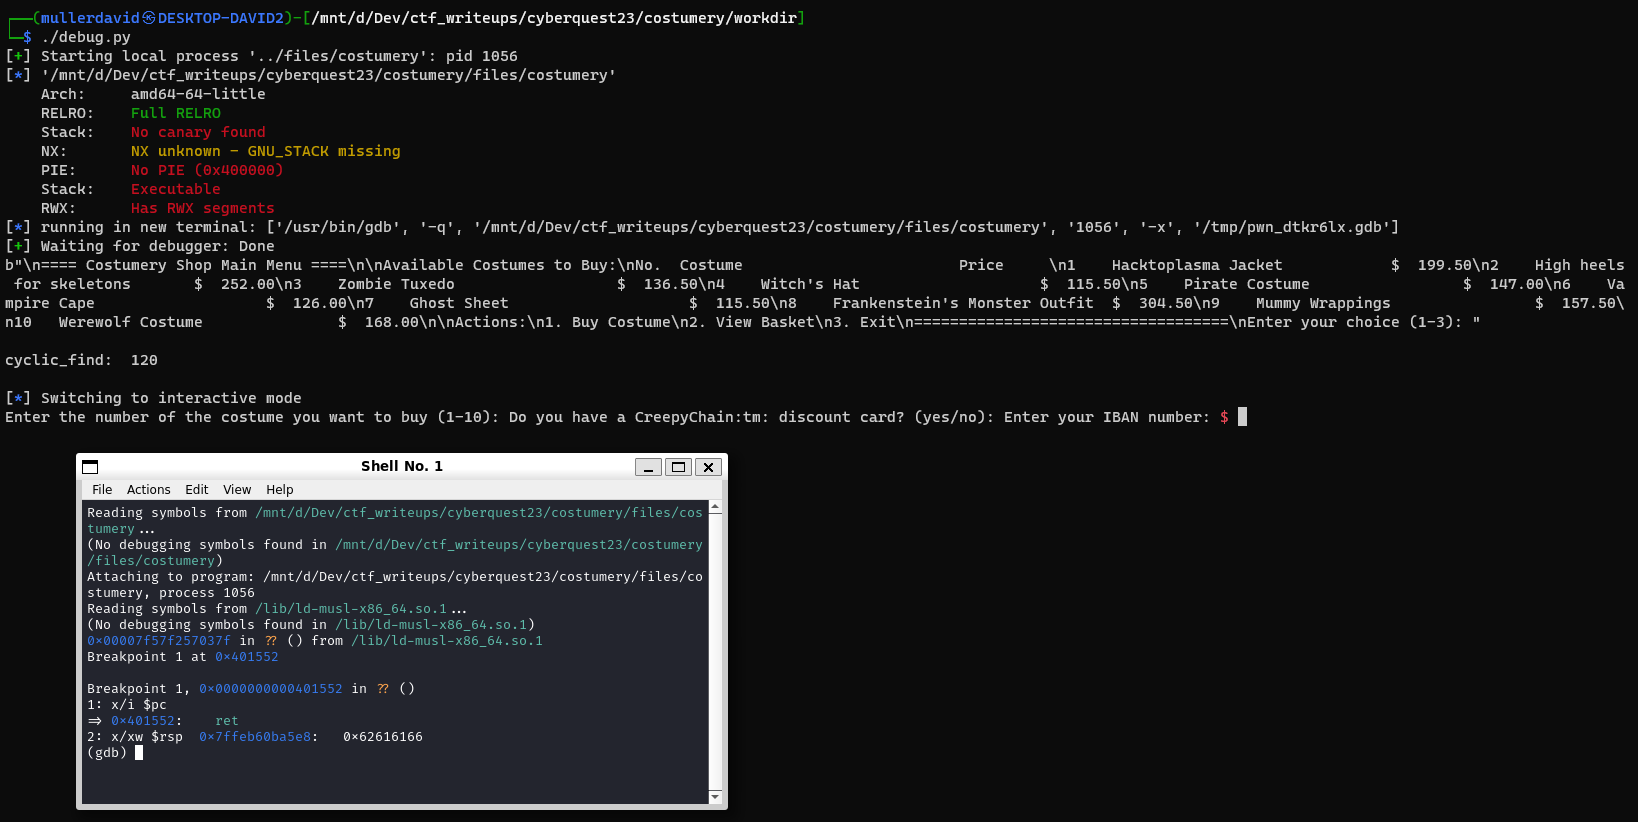 ┌──(mullerdavid㉿DESKTOP-DAVID2)-[/mnt/d/Dev/ctf_writeups/cyberquest23/costumery/workdir]
└─$ ./debug.py
[+] Starting local process '../files/costumery': pid 1056
[*] '/mnt/d/Dev/ctf_writeups/cyberquest23/costumery/files/costumery'
    Arch:     amd64-64-little
    RELRO:    Full RELRO
    Stack:    No canary found
    NX:       NX unknown - GNU_STACK missing
    PIE:      No PIE (0x400000)
    Stack:    Executable
    RWX:      Has RWX segments
[*] running in new terminal: ['/usr/bin/gdb', '-q', '/mnt/d/Dev/ctf_writeups/cyberquest23/costumery/files/costumery', '1056', '-x', '/tmp/pwn_dtkr6lx.gdb']
[+] Waiting for debugger: Done
b"\n==== Costumery Shop Main Menu ====\n\nAvailable Costumes to Buy:\nNo.  Costume                        Price     \n1    Hacktoplasma Jacket            $  199.50\n2    High heels
 for skeletons       $  252.00\n3    Zombie Tuxedo                  $  136.50\n4    Witch's Hat                    $  115.50\n5    Pirate Costume                 $  147.00\n6    Va
mpire Cape                   $  126.00\n7    Ghost Sheet                    $  115.50\n8    Frankenstein's Monster Outfit  $  304.50\n9    Mummy Wrappings                $  157.50\
n10   Werewolf Costume               $  168.00\n\nActions:\n1. Buy Costume\n2. View Basket\n3. Exit\n===================================\nEnter your choice (1-3): "
cyclic_find:  120
[*] Switching to interactive mode
Enter the number of the costume you want to buy (1-10): Do you have a CreepyChain:tm: discount card? (yes/no): Enter your IBAN number: $
Shell No. 1
File Actions Edit View Help
Reading symbols from /mnt/d/Dev/ctf_writeups/cyberquest23/costumery/files/cos
tumery...
(No debugging symbols found in /mnt/d/Dev/ctf_writeups/cyberquest23/costumery
/files/costumery)
Attaching to program: /mnt/d/Dev/ctf_writeups/cyberquest23/costumery/files/co
stumery, process 1056
Reading symbols from /lib/ld-musl-x86_64.so.1...
(No debugging symbols found in /lib/ld-musl-x86_64.so.1)
0x00007f57f257037f in ?? () from /lib/ld-musl-x86_64.so.1
Breakpoint 1 at 0x401552
Breakpoint 1, 0x0000000000401552 in ?? ()
1: x/i $pc
=> 0x401552:    ret
2: x/xw $rsp  0x7ffeb60ba5e8:   0x62616166
(gdb)